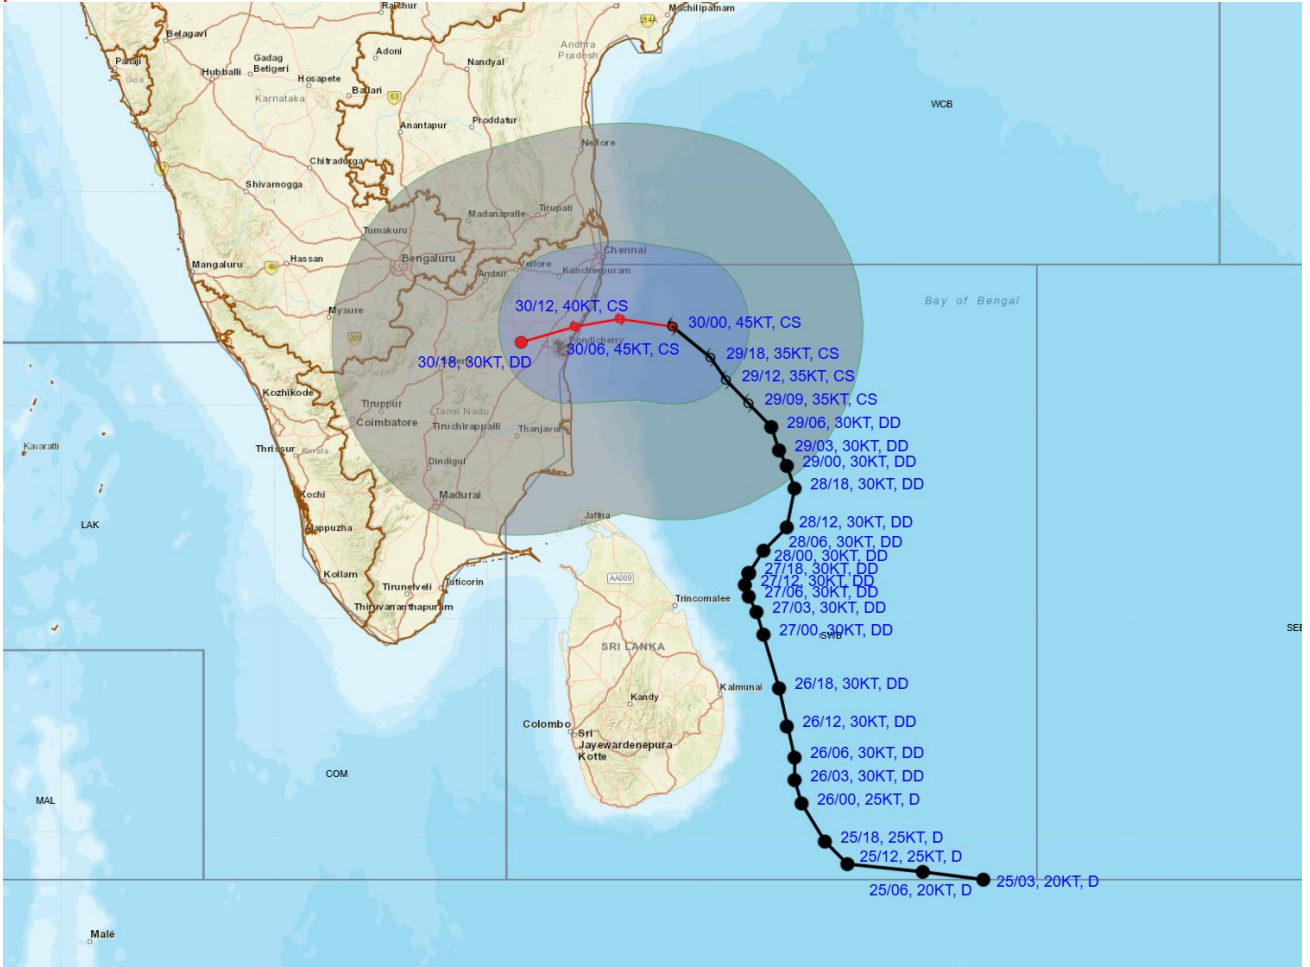 Raichur
Machilipatnam
214A
Belagavi
Andhra
Pradesh
Adoni
Panaji
Goa
Gadag
Betigeri
Nandyal
Hubballi
Hosapete
Ballari
Karnataka
63
WCB
Anantapur
Proddatur
Nellore
Chitradurga
Shivamogga
Madanapalle
Tirupati
Tumakuru
Chennai
Mangaluru
48
Hassan
Bengaluru
Vellore
Ambur
Kancheepuram
Bay of Bengal
Mysure
30/12, 40KT, CS
30/00, 45KT, CS
209
Pondicherry
30/06, 45KT, CS
29/18, 35KT, CS
30/18, 30KT, DD
29/12, 35KT, CS
Kozhikode
29/09, 35KT, CS
Tiruppur
Tamil Nadu
Coimbatore
Tiruchirappalli
Thanjavur
29/06, 30KT, DD
Kavaratti
Thrissur
Kerala
29/03, 30KT, DD
29/00, 30KT, DD
Dindigul
28/18, 30KT, DD
Kochi
Madurai
Jaffna
LAK
Alappuzha
28/12, 30KT, DD
28/06, 30KT, DD
28/00, 30KT, DD
27/18, 30KT, DD
Kollam
Tirunelveli
Tuticorin
AA009
27/12, 30KT, DD
27/06, 30KT, DD
Thiruvananthapuram
Trincomalee
27/03, 30KT, DD
27/00, 30KT, DD
SWB
SEE
SRI LANKA
Kalmunai
26/18, 30KT, DD
Kandy
Colombo
Sri
Jayewardenepura
Kotte
26/12, 30KT, DD
26/06, 30KT, DD
COM
26/03, 30KT, DD
MAL
26/00, 25KT, D
25/18, 25KT, D
25/12, 25KT, D
25/03, 20KT, D
25/06, 20KT, D
Malé